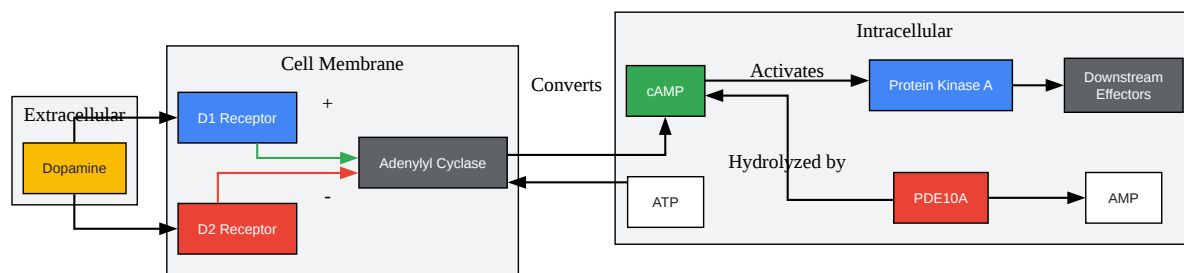 Extracellular
Dopamine
Cell Membrane
D1 Receptor
+
Adenylyl Cyclase
-
D2 Receptor
Converts
Intracellular
cAMP
Activates
Protein Kinase A
Downstream
Effectors
Hydrolyzed by
ATP
PDE10A
AMP